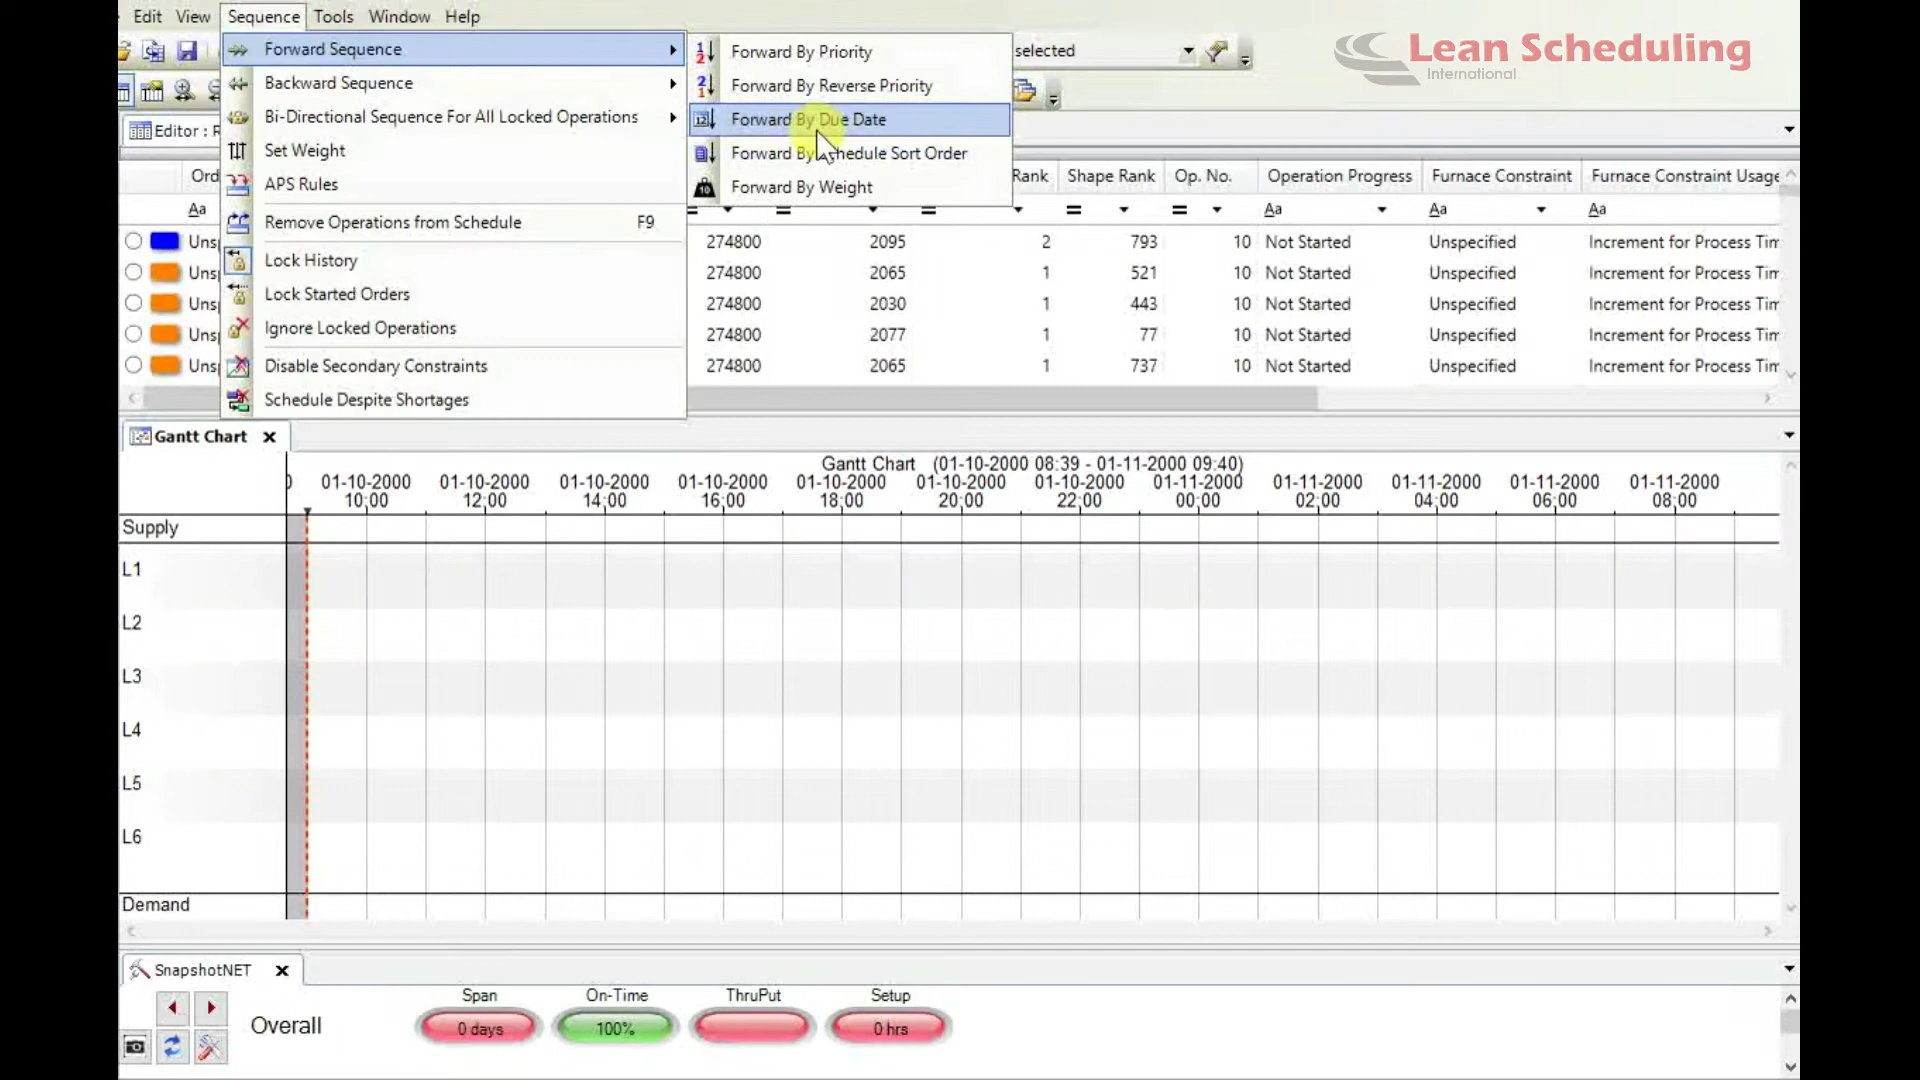 Edit View Sequence Tools Window Help
Forward Sequence
Backward Sequence
Bi-Directional Sequence For All Locked Operations
Set Weight
APS Rules
Remove Operations from Schedule F9
Lock History
Lock Started Orders
Ignore Locked Operations
Disable Secondary Constraints
Schedule Despite Shortages
Forward By Priority
Forward By Reverse Priority
Forward By Due Date
Forward By Schedule Sort Order
Forward By Weight
selected
Lean Scheduling
International
Editor : R
Ord Rank Shape Rank Op. No. Operation Progress Furnace Constraint Furnace Constraint Usage
Aa = = = = = Aa Aa Aa
Uns 274800 2095 2 793 10 Not Started Unspecified Increment for Process Tim
Uns 274800 2065 1 521 10 Not Started Unspecified Increment for Process Tim
Uns 274800 2030 1 443 10 Not Started Unspecified Increment for Process Tim
Uns 274800 2077 1 77 10 Not Started Unspecified Increment for Process Tim
Uns 274800 2065 1 737 10 Not Started Unspecified Increment for Process Tim
Gantt Chart
Gantt Chart (01-10-2000 08:39 - 01-11-2000 09:40)
01-10-2000 01-10-2000 01-10-2000 01-10-2000 01-10-2000 01-10-2000 01-10-2000 01-11-2000 01-11-2000 01-11-2000 01-11-2000 01-11-2000
10:00 12:00 14:00 16:00 18:00 20:00 22:00 00:00 02:00 04:00 06:00 08:00
Supply
L1
L2
L3
L4
L5
L6
Demand
SnapshotNET
Span On-Time ThruPut Setup
Overall 0 days 100% 0 hrs